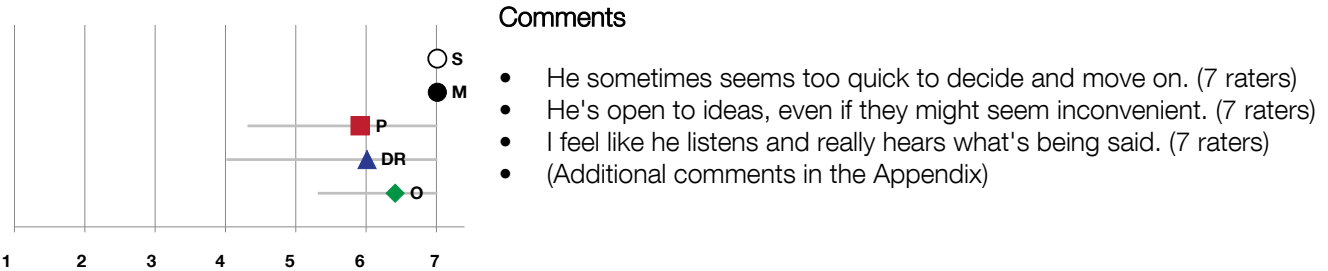 Comments
S
M
P
DR
O
1 2 3 4 5 6 7
• He sometimes seems too quick to decide and move on. (7 raters)
• He's open to ideas, even if they might seem inconvenient. (7 raters)
• I feel like he listens and really hears what's being said. (7 raters)
• (Additional comments in the Appendix)